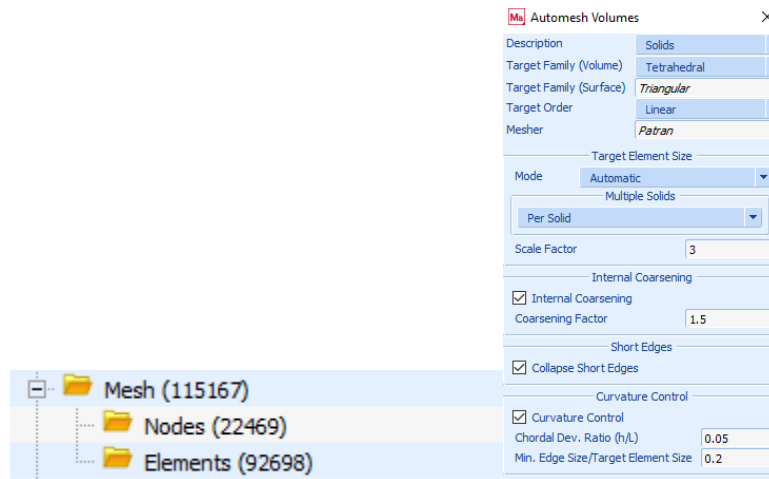 Ma Automesh Volumes
Description Solids
Target Family (Volume) Tetrahedral
Target Family (Surface) Triangular
Target Order Linear
Mesher Patran
Target Element Size
Mode Automatic
Multiple Solids
Per Solid
Scale Factor 3
Internal Coarsening
Internal Coarsening
Coarsening Factor 1.5
Short Edges
Collapse Short Edges
Curvature Control
Curvature Control
Chordal Dev. Ratio (h/L) 0.05
Min. Edge Size/Target Element Size 0.2
Mesh (115167)
Nodes (22469)
Elements (92698)